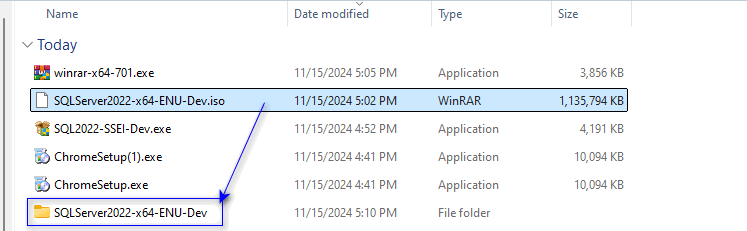 Name Date modified Type Size
Today
winrar-x64-701.exe 11/15/2024 5:05 PM Application 3,856 KB
SQLServer2022-x64-ENU-Dev.iso 11/15/2024 5:02 PM WinRAR 1,135,794 KB
SQL2022-SSEI-Dev.exe 11/15/2024 4:52 PM Application 4,191 KB
ChromeSetup(1).exe 11/15/2024 4:41 PM Application 10,094 KB
ChromeSetup.exe 11/15/2024 4:41 PM Application 10,094 KB
SQLServer2022-x64-ENU-Dev 11/15/2024 5:10 PM File folder